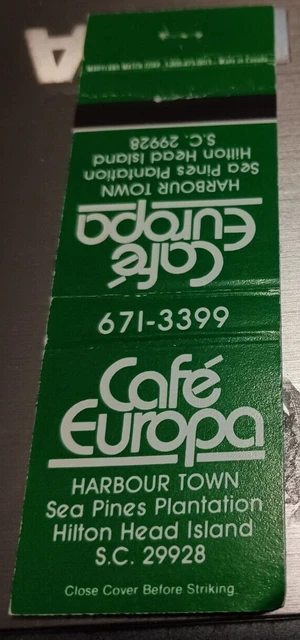 Café
Europa
HARBOUR TOWN
Sea Pines Plantation
Hilton Head Island
S.C. 29928
671-3399
Café
Europa
HARBOUR TOWN
Sea Pines Plantation
Hilton Head Island
S.C. 29928
Close Cover Before Striking